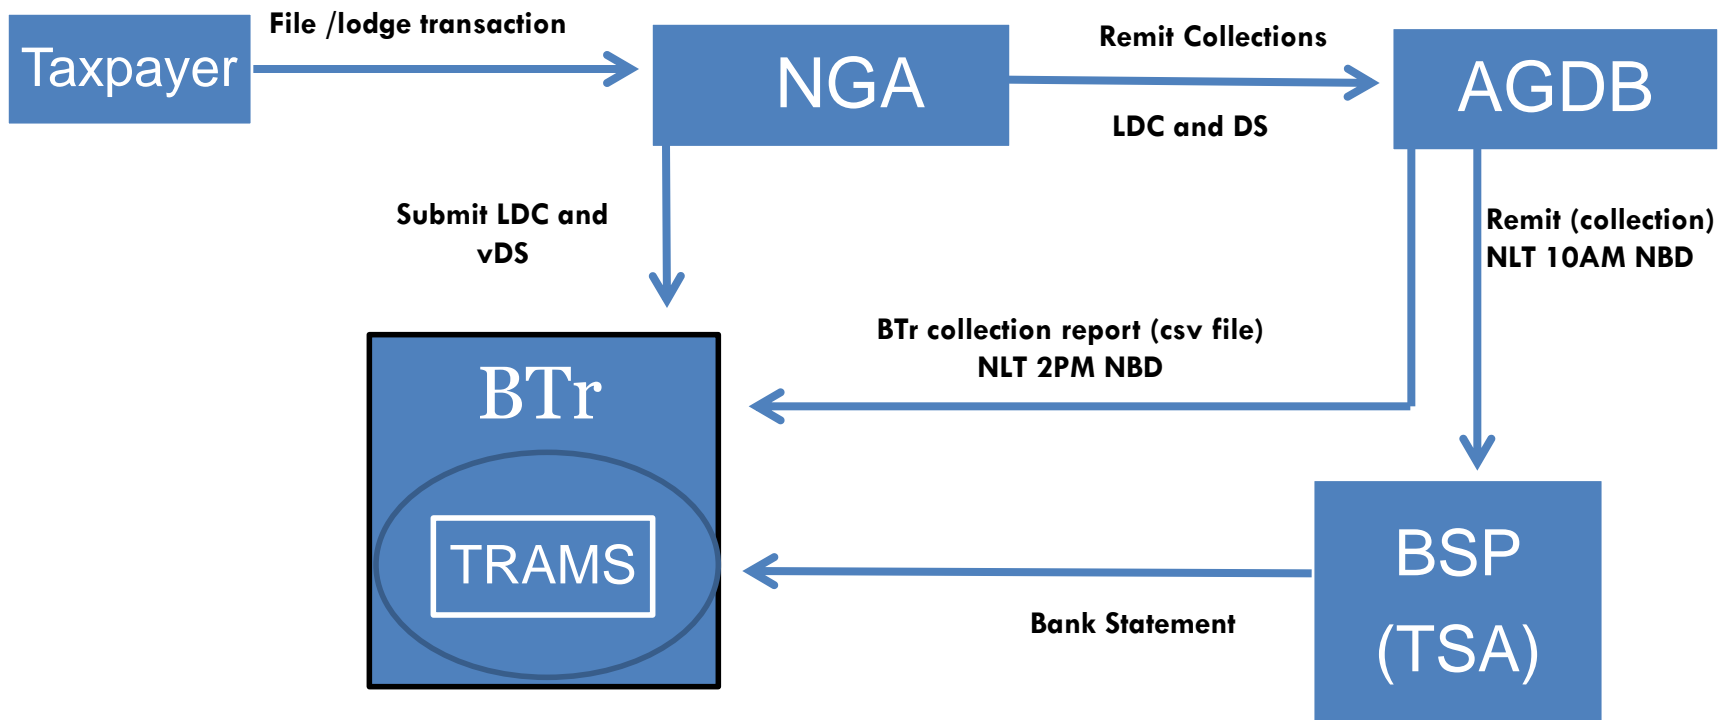 File /lodge transaction
Taxpayer
NGA
Remit Collections
LDC and DS
AGDB
Submit LDC and
vDS
Remit (collection)
NLT 10AM NBD
BTr collection report (csv file)
NLT 2PM NBD
BTr
TRAMS
Bank Statement
BSP
(TSA)